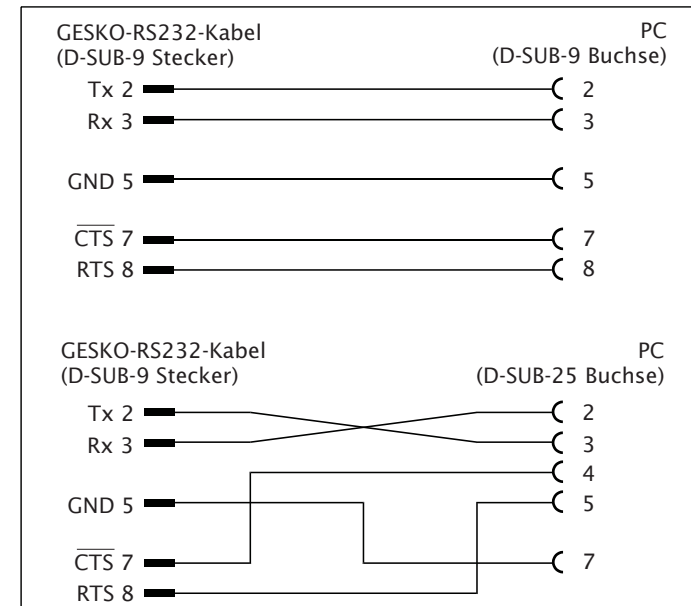 GESKO-RS232-Kabel PC
(D-SUB-9 Stecker) (D-SUB-9 Buchse)
Tx 2 2
Rx 3 3
GND 5 5
CTS 7 7
RTS 8 8
GESKO-RS232-Kabel PC
(D-SUB-9 Stecker) (D-SUB-25 Buchse)
Tx 2 2
Rx 3 3
4
GND 5 5
CTS 7 7
RTS 8